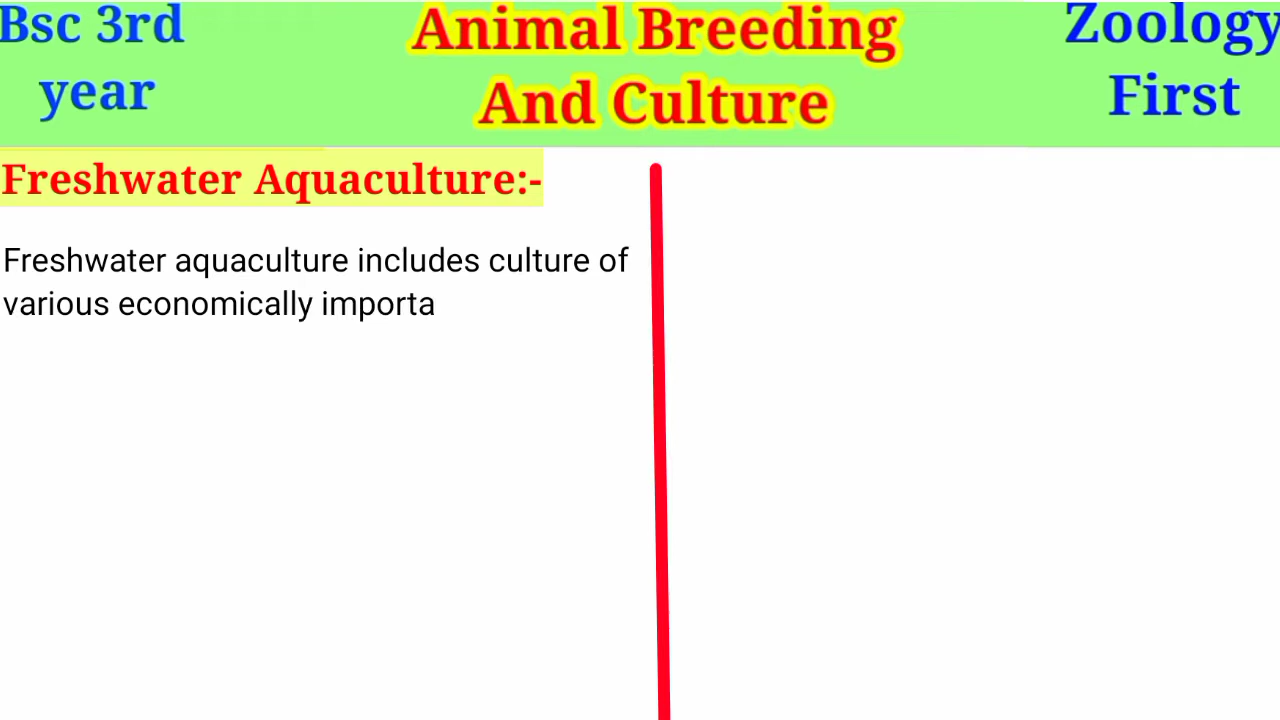 Bsc 3rd
year
Animal Breeding
And Culture
Zoology
First
Freshwater Aquaculture:-
Freshwater aquaculture includes culture of
various economically importa